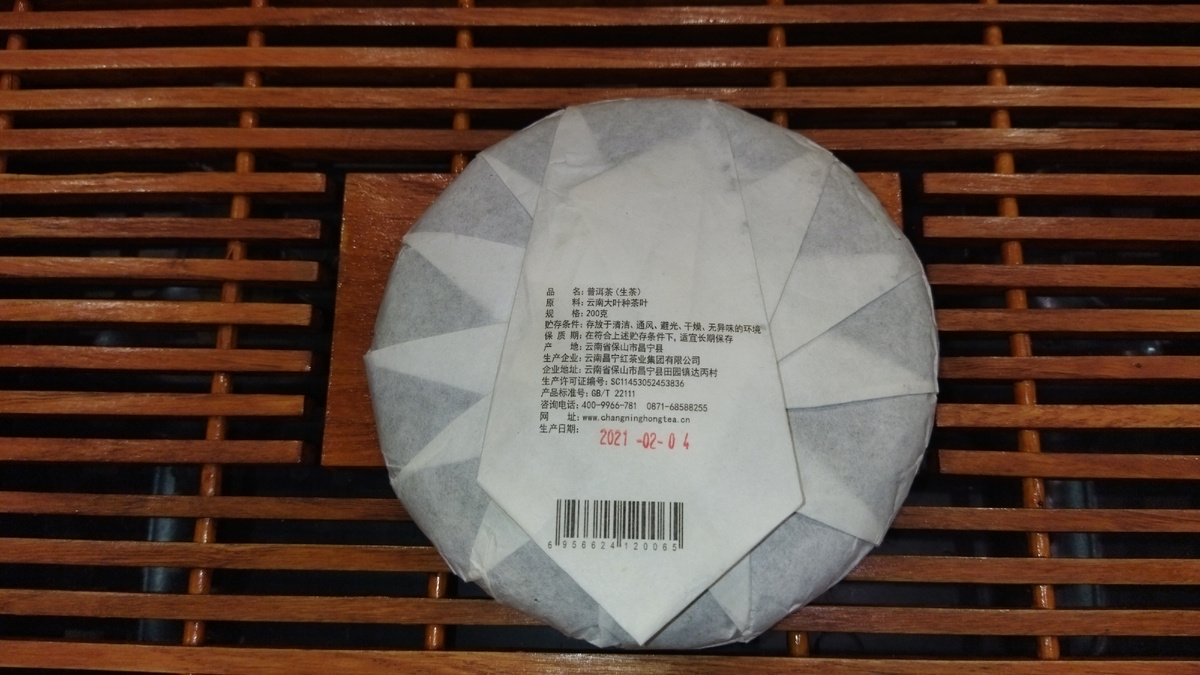 品 名：普洱茶（生茶）
原 料：云南大叶种茶叶
规 格：200克
贮存条件：存放于清洁、通风、避光、干燥、无异味的环境
保 质 期：在符合上述贮存条件下，适宜长期保存
产 地：云南省保山市昌宁县
生产企业：云南昌宁红茶业集团有限公司
企业地址：云南省保山市昌宁县田园镇达丙村
生产许可证编号：SC11453052453836
产品标准号：GB/T 22111
咨询电话：400-9966-781 0871-68588255
网 址：www.changninghongtea.cn
生产日期： 2021-02-04
6 956624 120065